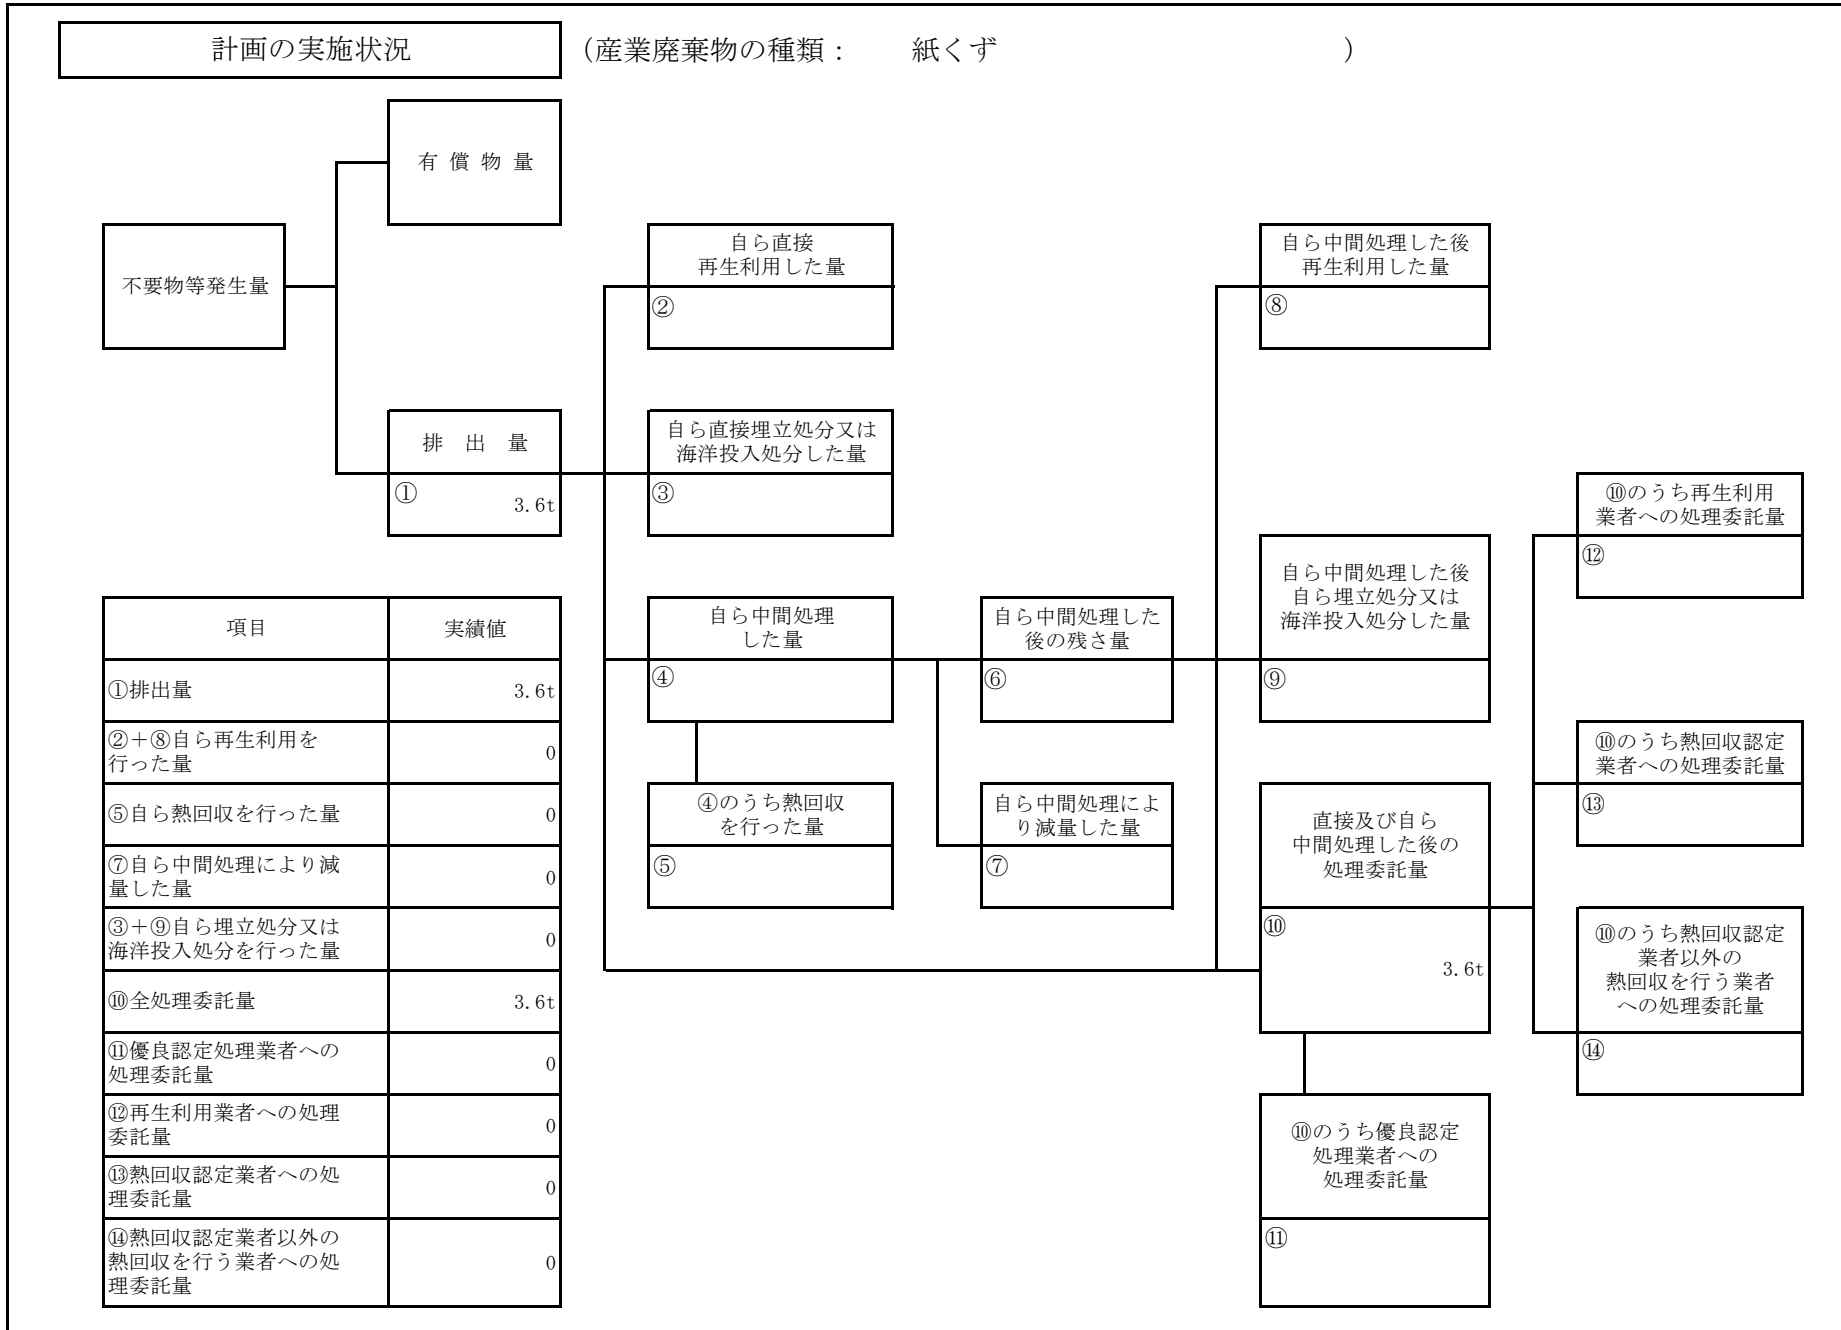 計画の実施状況
（産業廃棄物の種類： 紙くず ）
有 償 物 量
不要物等発生量
自ら直接
再生利用した量
②
自ら中間処理した後
再生利用した量
⑧
排 出 量
① 3.6t
自ら直接埋立処分又は
海洋投入処分した量
③
⑩のうち再生利用
業者への処理委託量
⑫
自ら中間処理した後
自ら埋立処分又は
海洋投入処分した量
⑨
自ら中間処理
した量
④
自ら中間処理した
後の残さ量
⑥
⑩のうち熱回収認定
業者への処理委託量
⑬
④のうち熱回収
を行った量
⑤
自ら中間処理によ
り減量した量
⑦
直接及び自ら
中間処理した後の
処理委託量
⑩
3.6t
⑩のうち熱回収認定
業者以外の
熱回収を行う業者
への処理委託量
⑭
⑩のうち優良認定
処理業者への
処理委託量
⑪
項目 実績値
①排出量 3.6t
②＋⑧自ら再生利用を
行った量 0
⑤自ら熱回収を行った量 0
⑦自ら中間処理により減
量した量 0
③＋⑨自ら埋立処分又は
海洋投入処分を行った量 0
⑩全処理委託量 3.6t
⑪優良認定処理業者への
処理委託量 0
⑫再生利用業者への処理
委託量 0
⑬熱回収認定業者への処
理委託量 0
⑭熱回収認定業者以外の
熱回収を行う業者への処
理委託量 0